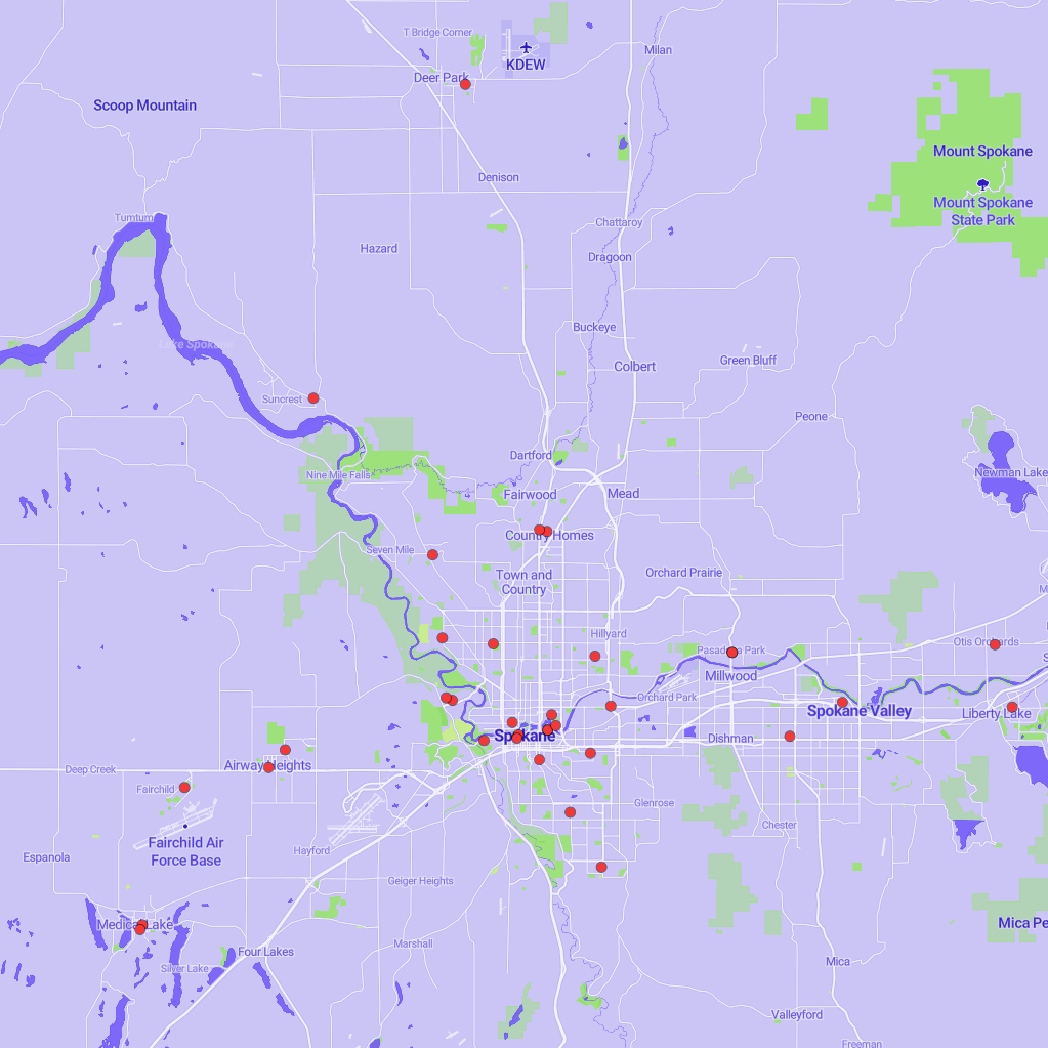 T Bridge Corner
Milan
KDEW
Deer Park
Scoop Mountain
Mount Spokane
Denison
Mount Spokane
State Park
Tumtum
Chattaroy
Hazard
Dragoon
Buckeye
Lake Spokane
Green Bluff
Colbert
Suncrest
Peone
Dartford
Newman Lake
Nine Mile Falls
Fairwood
Mead
Country Homes
Seven Mile
Orchard Prairie
Town and
Country
Hillyard
Otis Orchards
Pasadena Park
Millwood
Orchard Park
Spokane Valley
Liberty Lake
Spokane
Dishman
Airway Heights
Deep Creek
Fairchild
Glenrose
Chester
Fairchild Air
Force Base
Hayford
Espanola
Geiger Heights
Medical Lake
Mica Pe
Marshall
Four Lakes
Silver Lake
Mica
Valleyford
Freeman